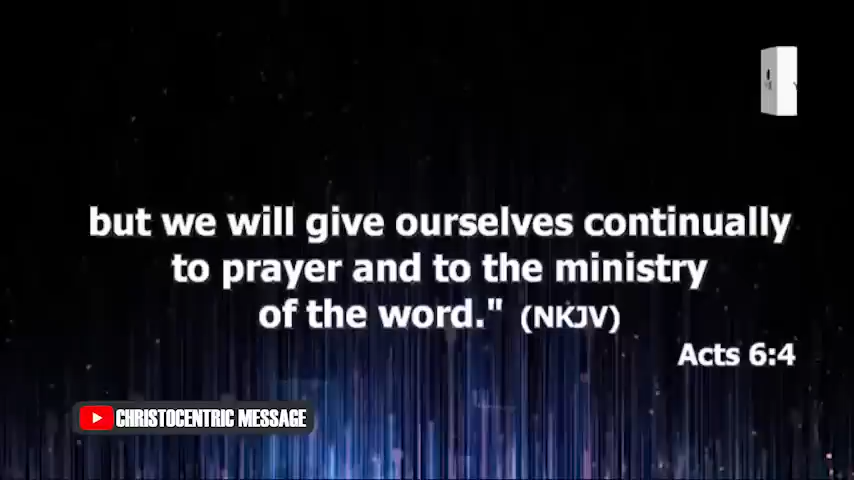 but we will give ourselves continually
to prayer and to the ministry
of the word." (NKJV)
Acts 6:4
CHRISTOCENTRIC MESSAGE